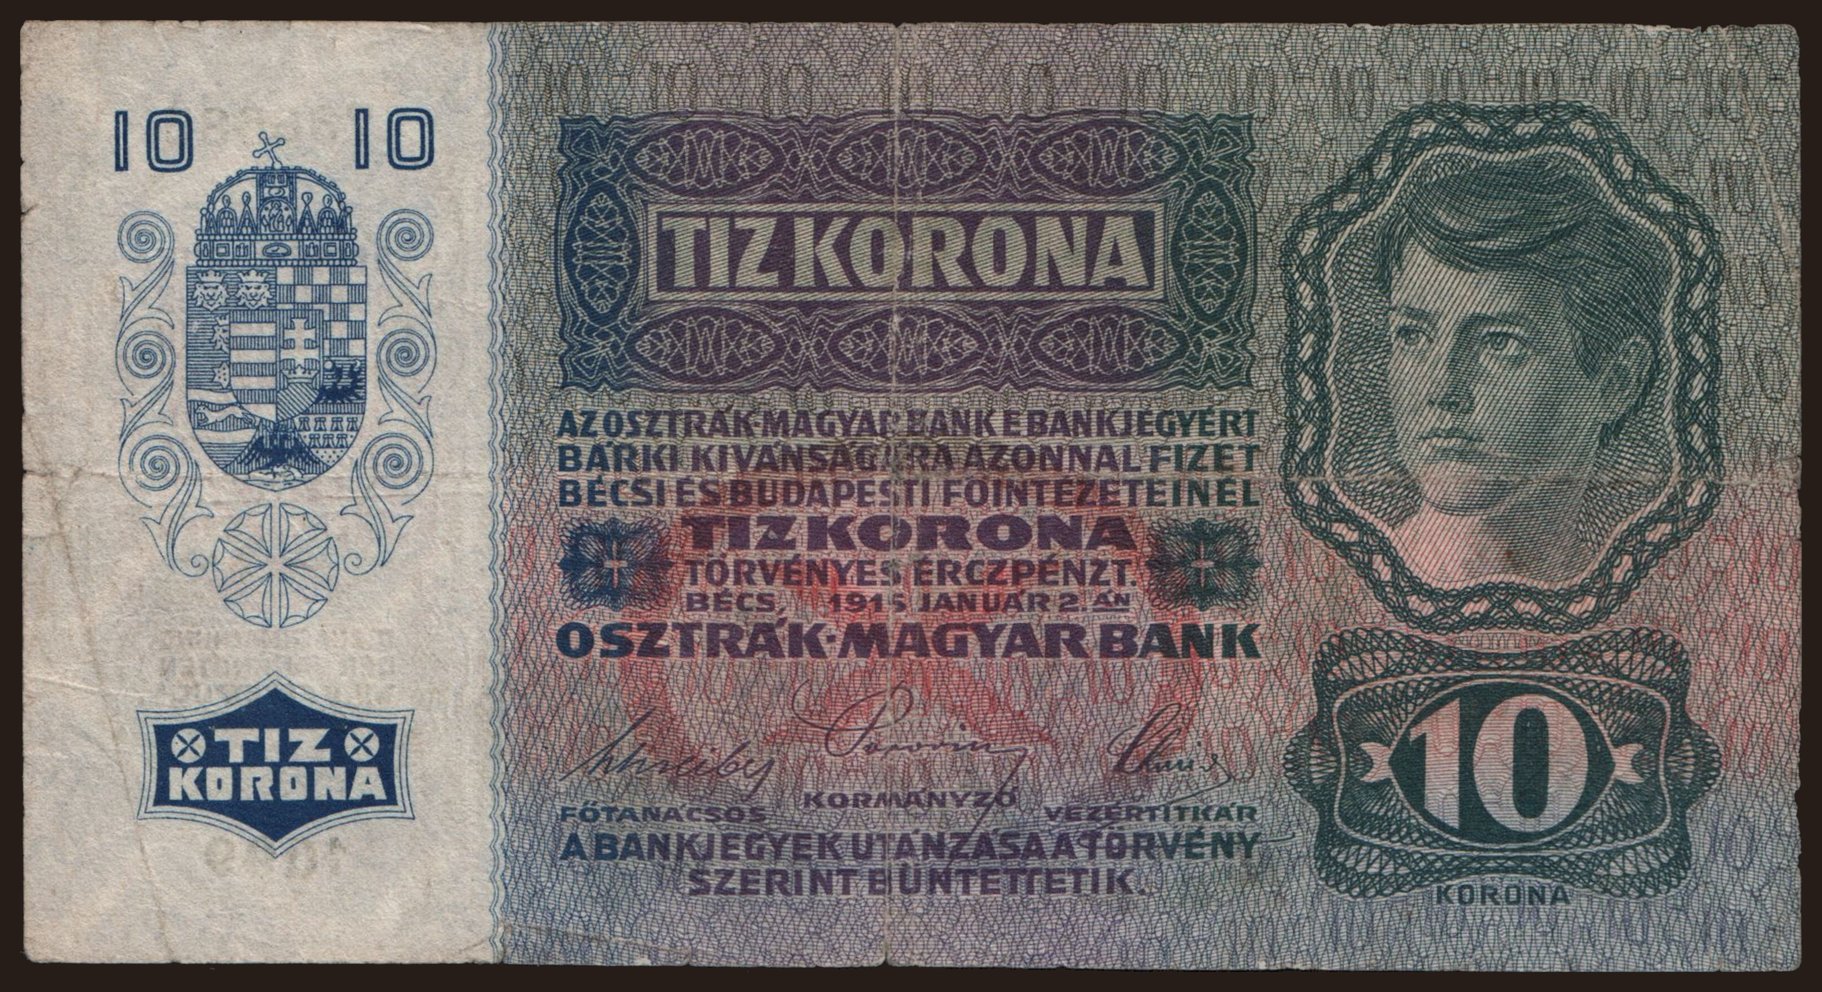 10 10
TIZ KORONA
AZ OSZTRÁK-MAGYAR BANK E BANKJEGYÉRT
BÁRKI KIVÁNSÁGÁRA AZONNAL FIZET
BÉCSI ÉS BUDAPESTI FŐINTÉZETEINÉL
TIZ KORONA
TÖRVÉNYES ÉRCZPÉNZT.
BÉCS, 1915 JANUÁR 2.ÁN
OSZTRÁK-MAGYAR BANK
TIZ
KORONA
FŐTANÁCSOS KORMÁNYZÓ VEZÉRTITKÁR
A BANKJEGYEK UTÁNZÁSA A TÖRVÉNY
SZERINT BÜNTETTETIK.
10
KORONA